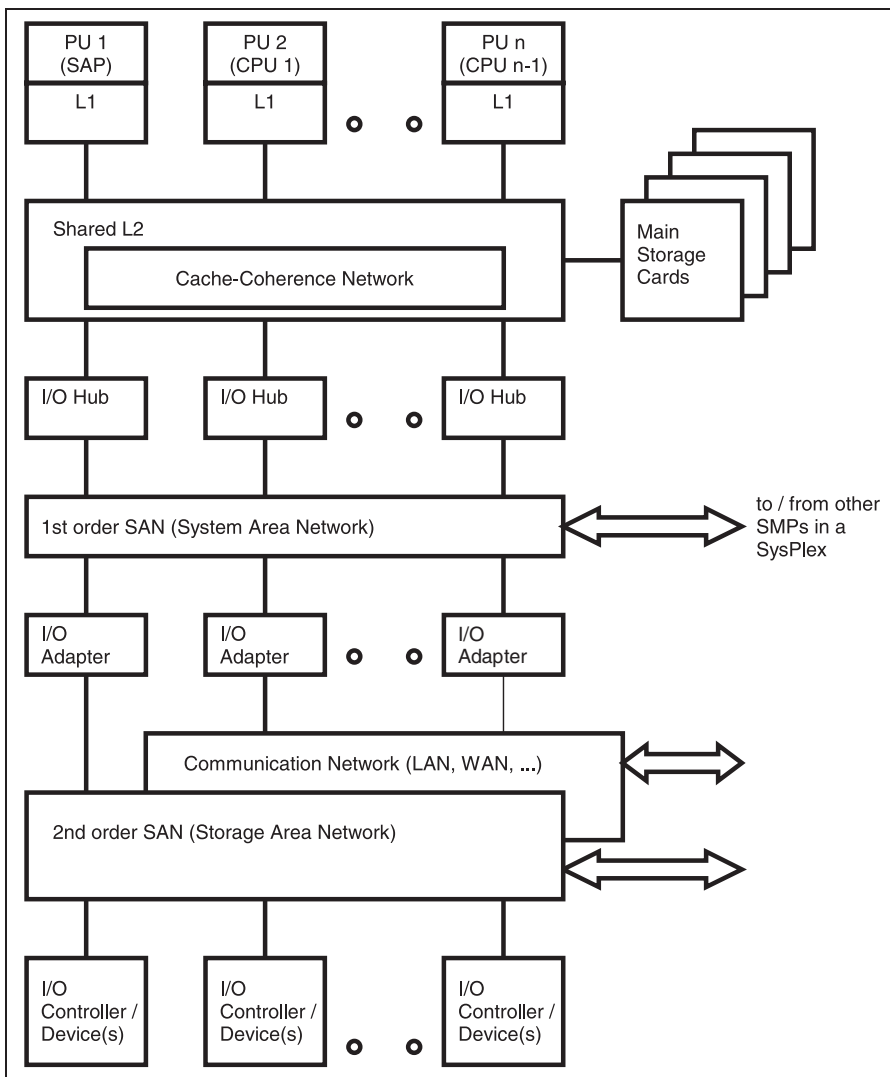 PU 1
(SAP)
PU 2
(CPU 1)
PU n
(CPU n-1)
L1
L1
L1
Shared L2
Cache-Coherence Network
Main
Storage
Cards
I/O Hub
I/O Hub
I/O Hub
1st order SAN (System Area Network)
to / from other
SMPs in a
SysPlex
I/O
Adapter
I/O
Adapter
I/O
Adapter
Communication Network (LAN, WAN, ...)
2nd order SAN (Storage Area Network)
I/O
Controller /
Device(s)
I/O
Controller /
Device(s)
I/O
Controller /
Device(s)